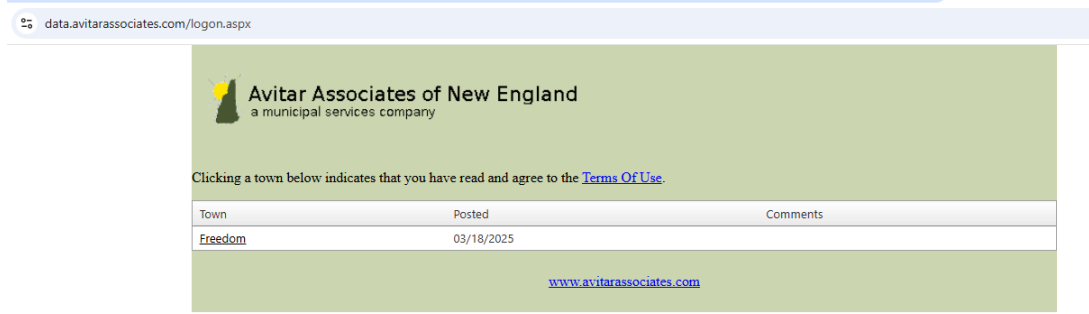 data.avitarassociates.com/logon.aspx
Avitar Associates of New England
a municipal services company
Clicking a town below indicates that you have read and agree to the Terms Of Use.
Town Posted Comments
Freedom 03/18/2025
www.avitarassociates.com